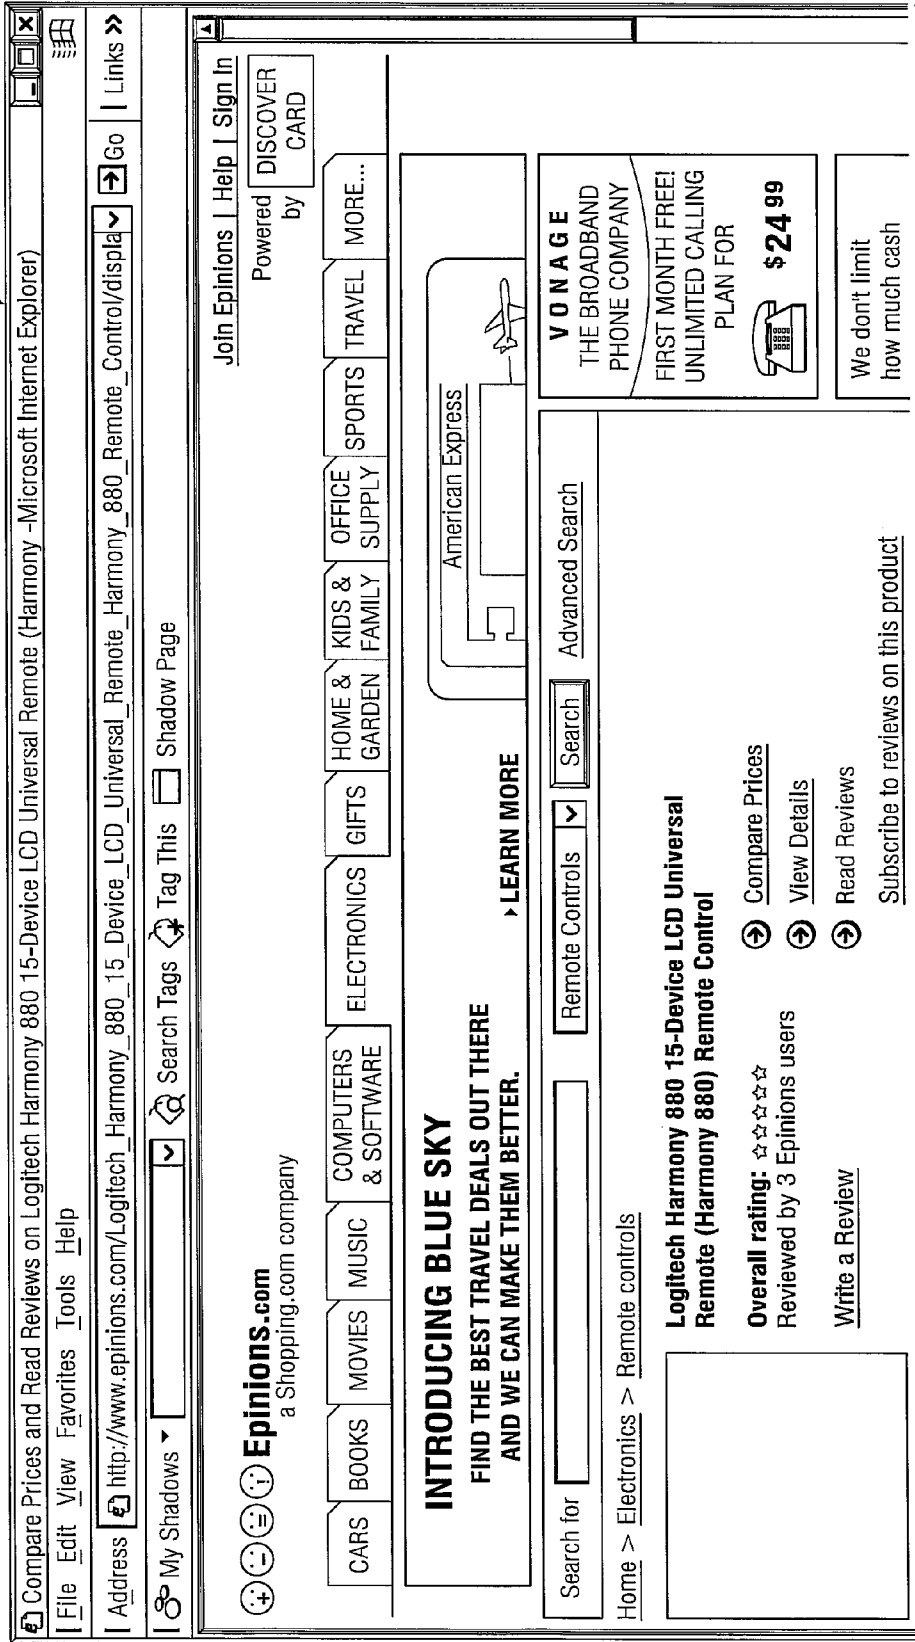 Compare Prices and Read Reviews on Logitech Harmony 880 15-Device LCD Universal Remote (Harmony -Microsoft Internet Explorer)
File Edit View Favorites Tools Help
Address http://www.epinions.com/Logitech_Harmony_880_15_Device_LCD_Universal_Remote_Harmony_880_Remote_Control/displa Go Links »
My Shadows Search Tags Tag This Shadow Page
Join Epinions | Help | Sign In
Epinions.com
a Shopping.com company
Powered by
DISCOVER
CARD
CARS BOOKS MOVIES MUSIC COMPUTERS & SOFTWARE ELECTRONICS GIFTS HOME & GARDEN KIDS & FAMILY OFFICE SUPPLY SPORTS TRAVEL MORE...
INTRODUCING BLUE SKY
FIND THE BEST TRAVEL DEALS OUT THERE
AND WE CAN MAKE THEM BETTER.
LEARN MORE
American Express
Search for Remote Controls Search Advanced Search
Home > Electronics > Remote controls
Logitech Harmony 880 15-Device LCD Universal
Remote (Harmony 880) Remote Control
Overall rating: ☆☆☆☆☆
Reviewed by 3 Epinions users
Write a Review
Compare Prices
View Details
Read Reviews
Subscribe to reviews on this product
VONAGE
THE BROADBAND
PHONE COMPANY
FIRST MONTH FREE!
UNLIMITED CALLING
PLAN FOR
$24 99
We don't limit
how much cash